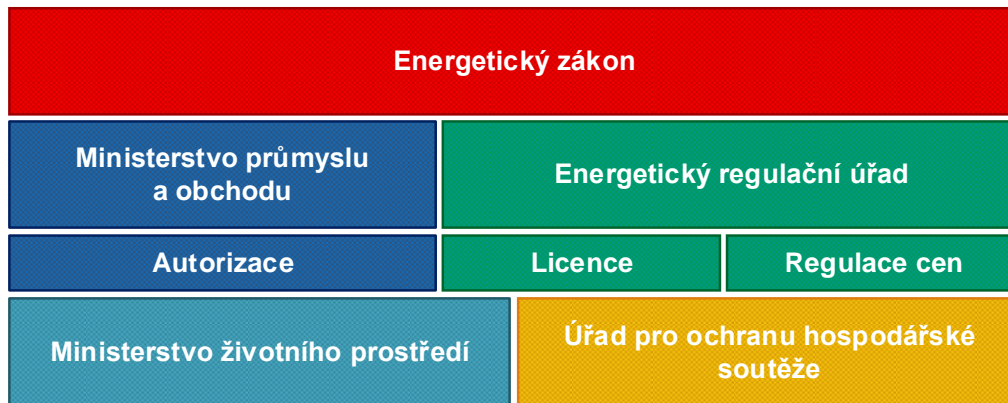 Energetický zákon
Ministerstvo průmyslu
a obchodu
Energetický regulační úřad
Autorizace
Licence
Regulace cen
Ministerstvo životního prostředí
Úřad pro ochranu hospodářské
soutěže